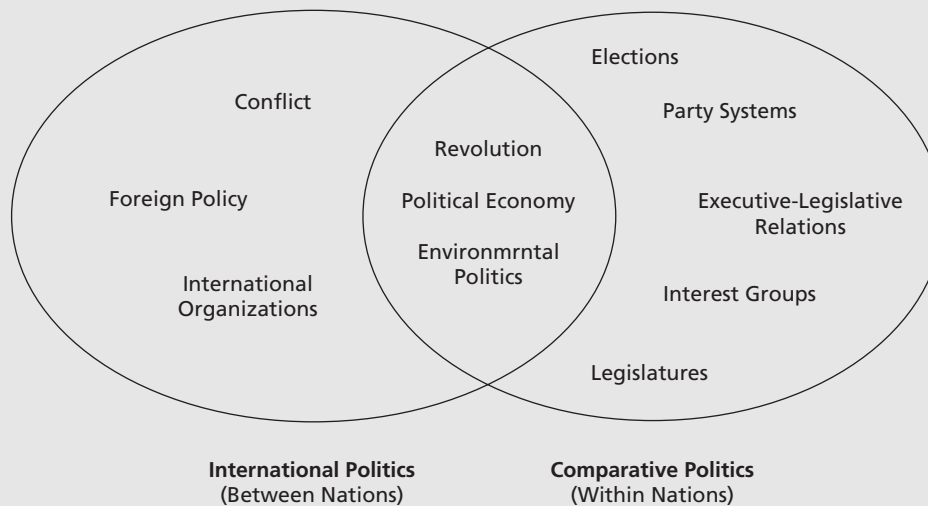 Conflict
Foreign Policy
International
Organizations
Revolution
Political Economy
Environmrntal
Politics
Elections
Party Systems
Executive-Legislative
Relations
Interest Groups
Legislatures
International Politics
(Between Nations)
Comparative Politics
(Within Nations)